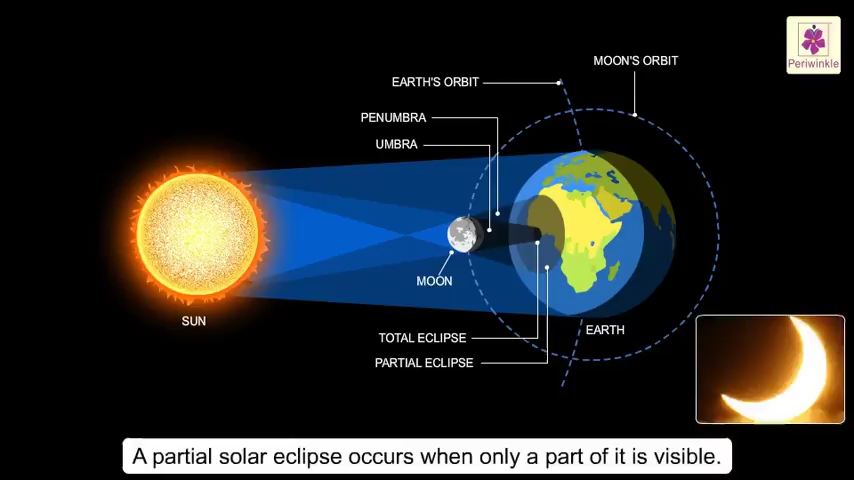 Periwinkle
MOON'S ORBIT
EARTH'S ORBIT
PENUMBRA
UMBRA
MOON
SUN
TOTAL ECLIPSE
EARTH
PARTIAL ECLIPSE
A partial solar eclipse occurs when only a part of it is visible.